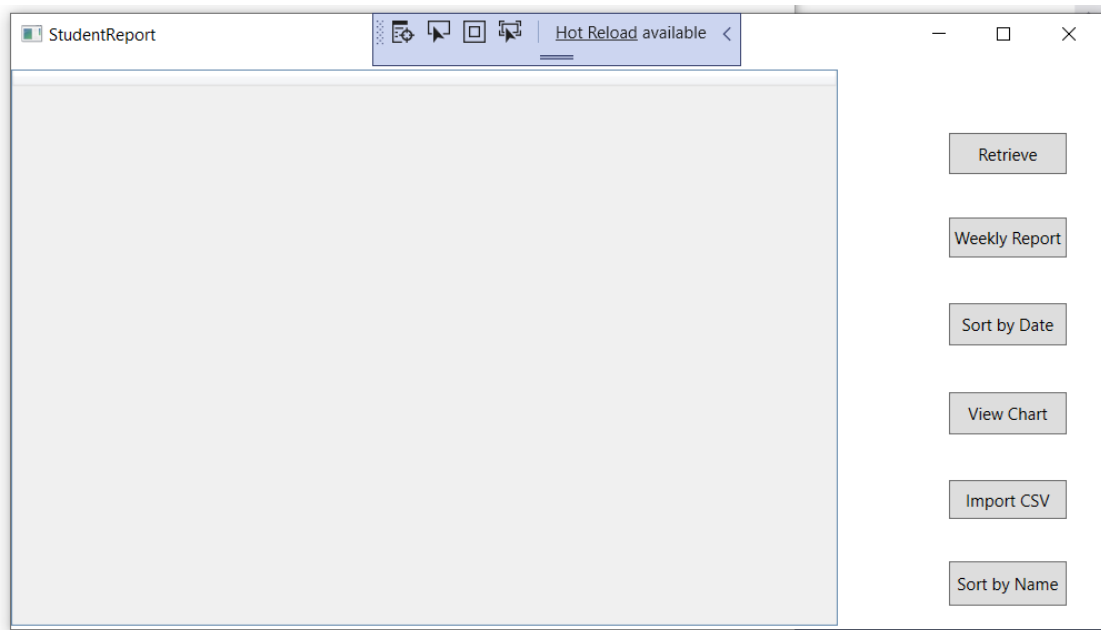 StudentReport
Hot Reload available
Retrieve
Weekly Report
Sort by Date
View Chart
Import CSV
Sort by Name